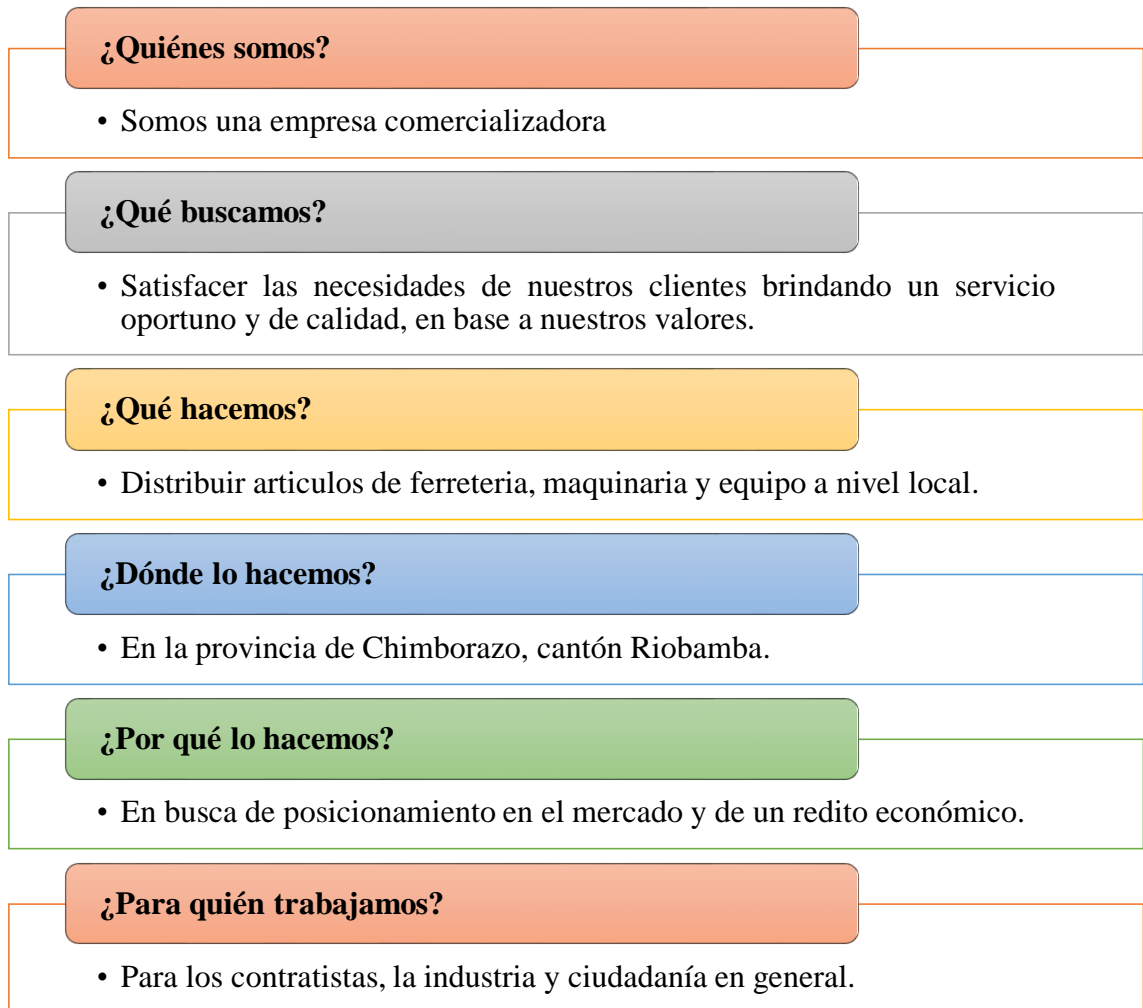 ¿Quiénes somos?
• Somos una empresa comercializadora
¿Qué buscamos?
• Satisfacer las necesidades de nuestros clientes brindando un servicio
oportuno y de calidad, en base a nuestros valores.
¿Qué hacemos?
• Distribuir articulos de ferreteria, maquinaria y equipo a nivel local.
¿Dónde lo hacemos?
• En la provincia de Chimborazo, cantón Riobamba.
¿Por qué lo hacemos?
• En busca de posicionamiento en el mercado y de un redito económico.
¿Para quién trabajamos?
• Para los contratistas, la industria y ciudadanía en general.